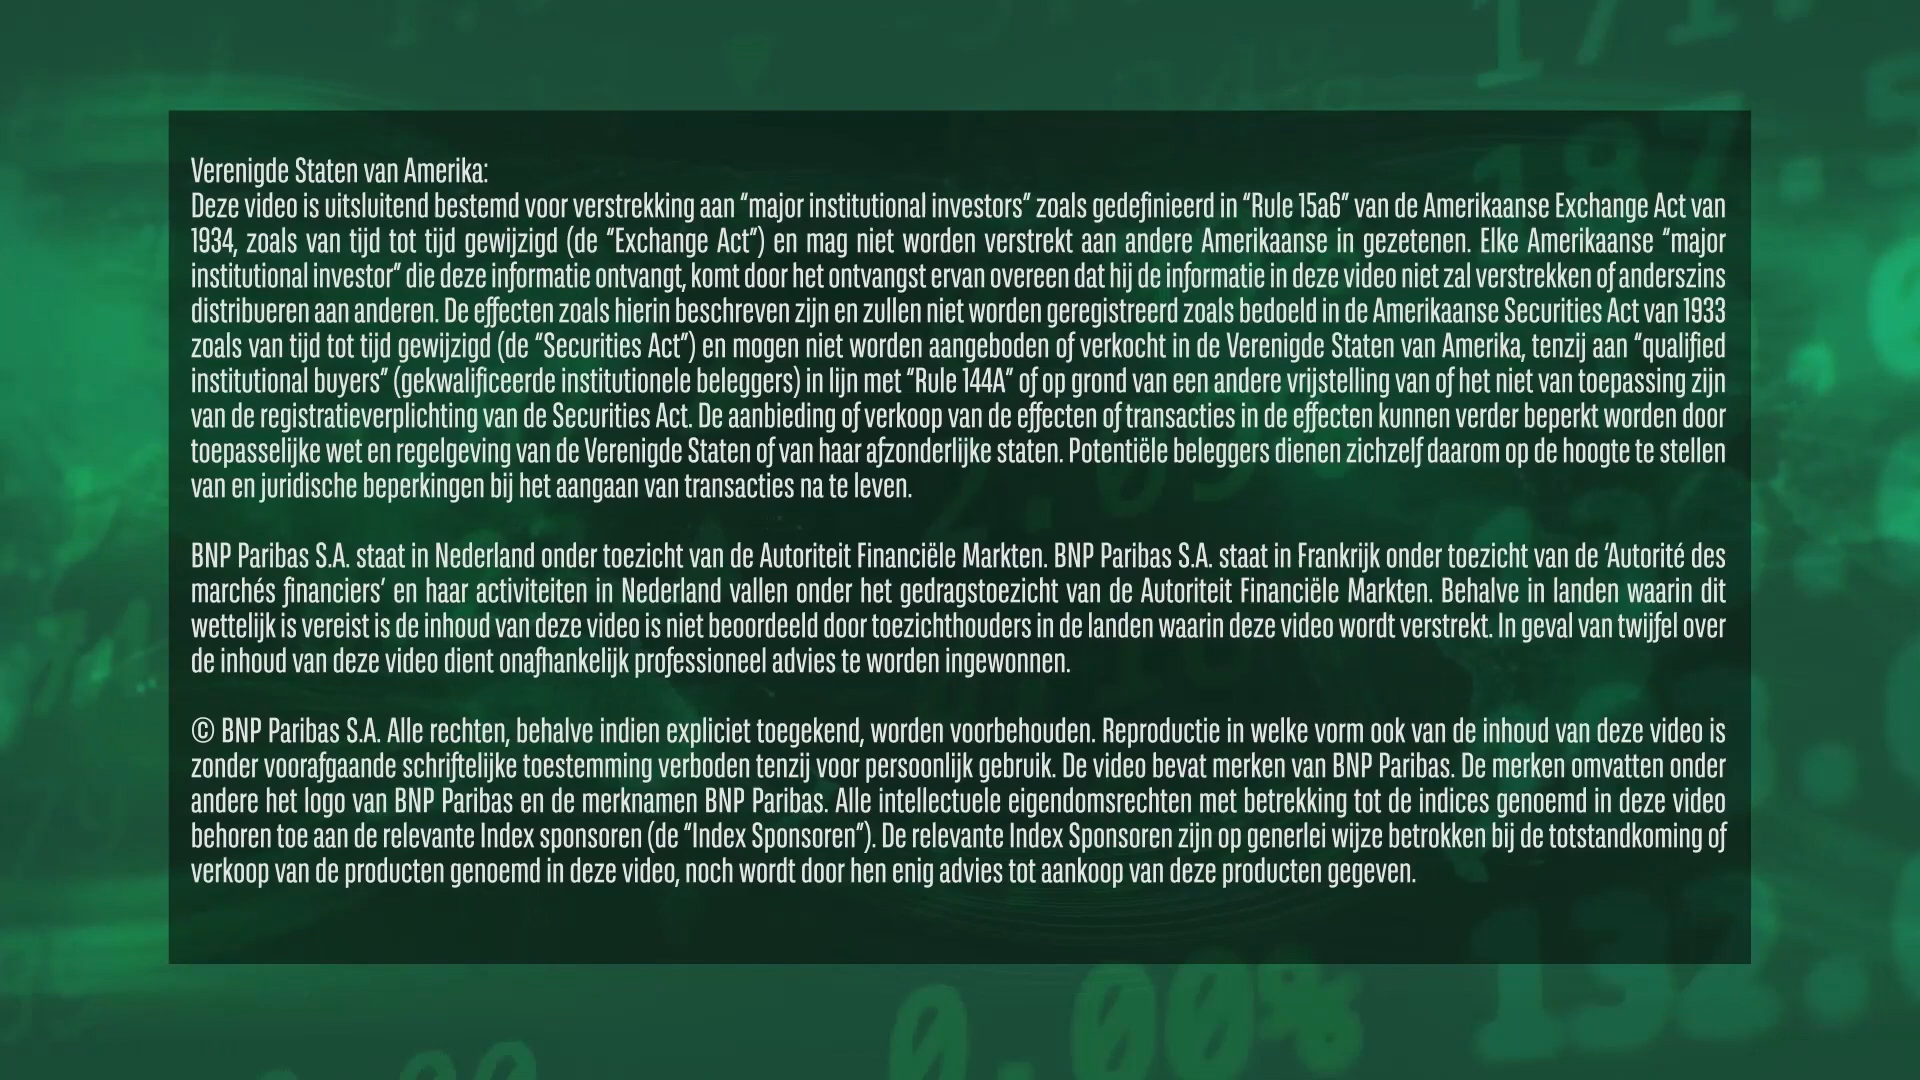 Verenigde Staten van Amerika:
Deze video is uitsluitend bestemd voor verstrekking aan “major institutional investors” zoals gedefinieerd in “Rule 15a6” van de Amerikaanse Exchange Act van
1934, zoals van tijd tot tijd gewijzigd (de “Exchange Act”) en mag niet worden verstrekt aan andere Amerikaanse in gezetenen. Elke Amerikaanse “major
institutional investor” die deze informatie ontvangt, komt door het ontvangst ervan overeen dat hij de informatie in deze video niet zal verstrekken of anderszins
distribueren aan anderen. De effecten zoals hierin beschreven zijn en zullen niet worden geregistreerd zoals bedoeld in de Amerikaanse Securities Act van 1933
zoals van tijd tot tijd gewijzigd (de “Securities Act”) en mogen niet worden aangeboden of verkocht in de Verenigde Staten van Amerika, tenzij aan “qualified
institutional buyers” (gekwalificeerde institutionele beleggers) in lijn met “Rule 144A” of op grond van een andere vrijstelling van of het niet van toepassing zijn
van de registratieverplichting van de Securities Act. De aanbieding of verkoop van de effecten of transacties in de effecten kunnen verder beperkt worden door
toepasselijke wet en regelgeving van de Verenigde Staten of van haar afzonderlijke staten. Potentiële beleggers dienen zichzelf daarom op de hoogte te stellen
van en juridische beperkingen bij het aangaan van transacties na te leven.
BNP Paribas S.A. staat in Nederland onder toezicht van de Autoriteit Financiële Markten. BNP Paribas S.A. staat in Frankrijk onder toezicht van de ‘Autorité des
marchés financiers’ en haar activiteiten in Nederland vallen onder het gedragstoezicht van de Autoriteit Financiële Markten. Behalve in landen waarin dit
wettelijk is vereist is de inhoud van deze video is niet beoordeeld door toezichthouders in de landen waarin deze video wordt verstrekt. In geval van twijfel over
de inhoud van deze video dient onafhankelijk professioneel advies te worden ingewonnen.
© BNP Paribas S.A. Alle rechten, behalve indien expliciet toegekend, worden voorbehouden. Reproductie in welke vorm ook van de inhoud van deze video is
zonder voorafgaande schriftelijke toestemming verboden tenzij voor persoonlijk gebruik. De video bevat merken van BNP Paribas. De merken omvatten onder
andere het logo van BNP Paribas en de merknamen BNP Paribas. Alle intellectuele eigendomsrechten met betrekking tot de indices genoemd in deze video
behoren toe aan de relevante Index sponsoren (de “Index Sponsoren”). De relevante Index Sponsoren zijn op generlei wijze betrokken bij de totstandkoming of
verkoop van de producten genoemd in deze video, noch wordt door hen enig advies tot aankoop van deze producten gegeven.
0.00%